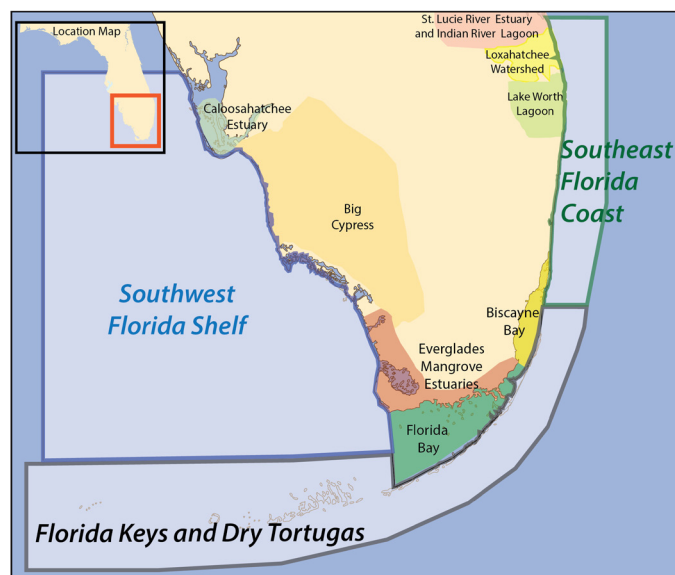 Location Map
St. Lucie River Estuary
and Indian River Lagoon
Loxahatchee
Watershed
Lake Worth
Lagoon
Caloosahatchee
Estuary
Southeast
Florida
Coast
Big
Cypress
Southwest
Florida Shelf
Biscayne
Bay
Everglades
Mangrove
Estuaries
Florida
Bay
Florida Keys and Dry Tortugas